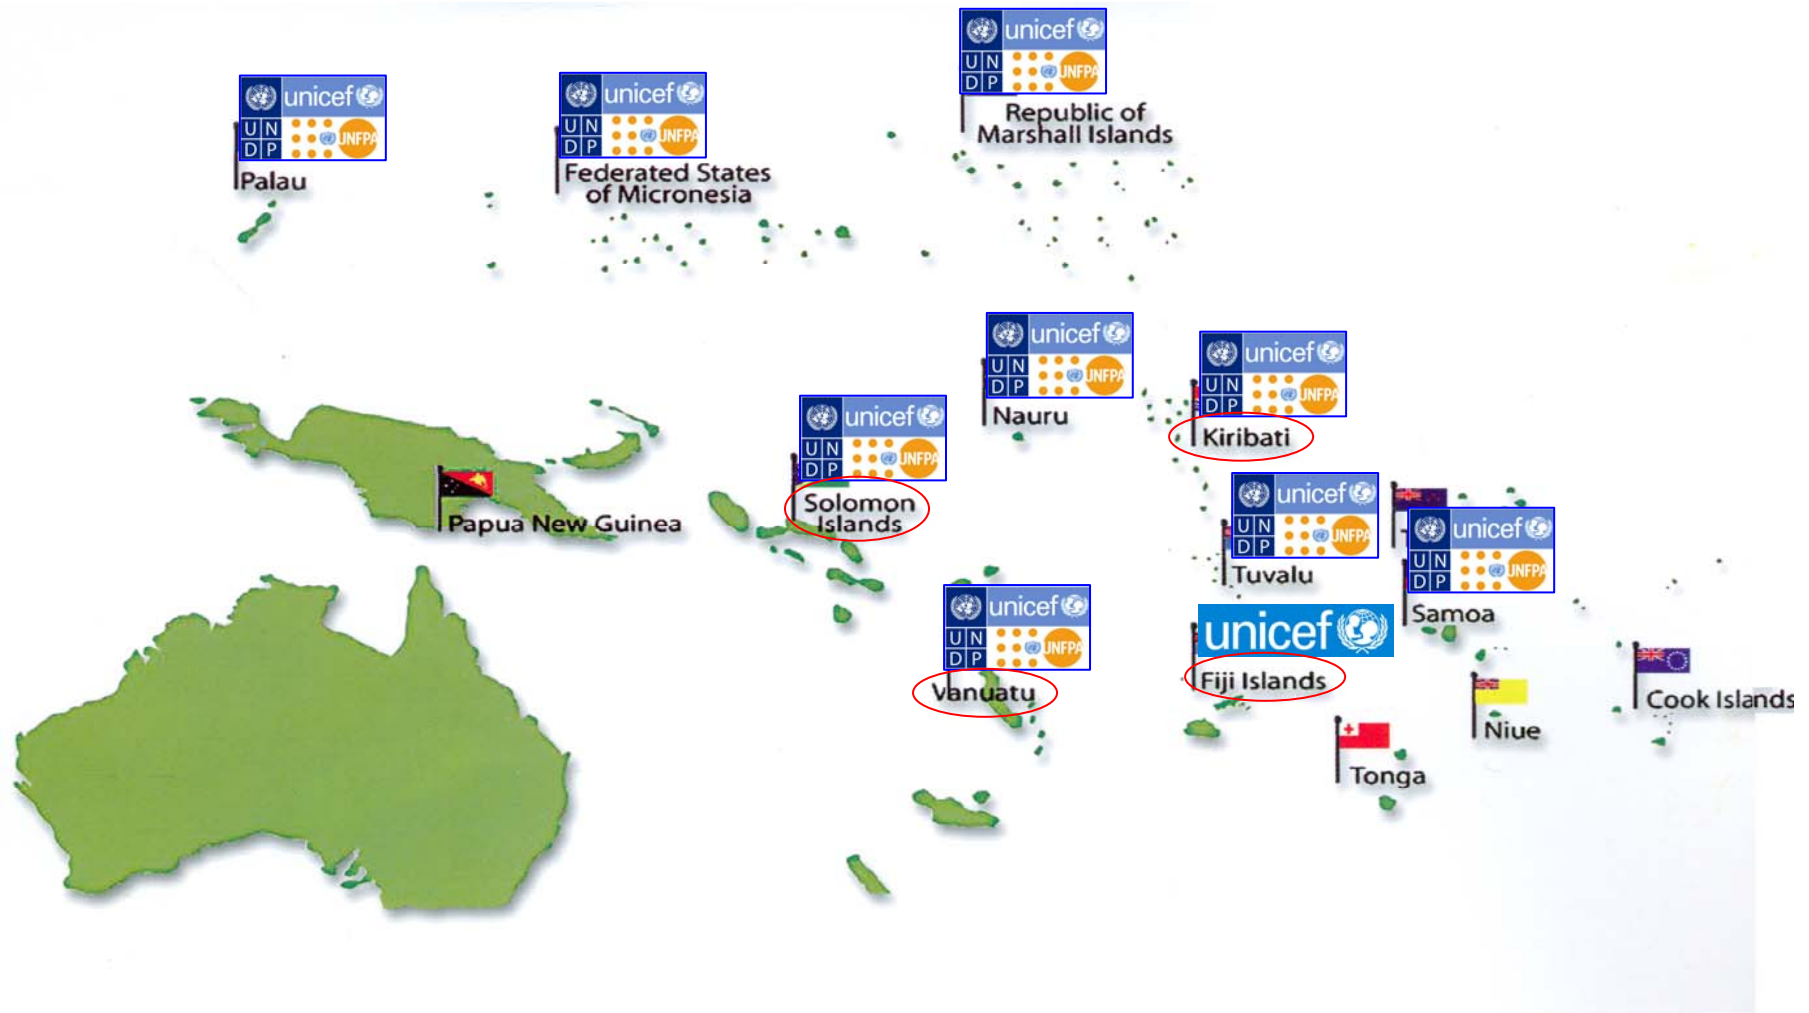 unicef
UN
DP
UNFPA
Republic of
Marshall Islands
unicef
UN
DP
UNFPA
Palau
unicef
UN
DP
UNFPA
Federated States
of Micronesia
unicef
UN
DP
UNFPA
Nauru
unicef
UN
DP
UNFPA
Kiribati
unicef
UN
DP
UNFPA
Solomon
Islands
Papua New Guinea
unicef
UN
DP
UNFPA
Tuvalu
unicef
UN
DP
UNFPA
Samoa
unicef
UN
DP
UNFPA
Vanuatu
unicef
Fiji Islands
Cook Islands
Niue
Tonga